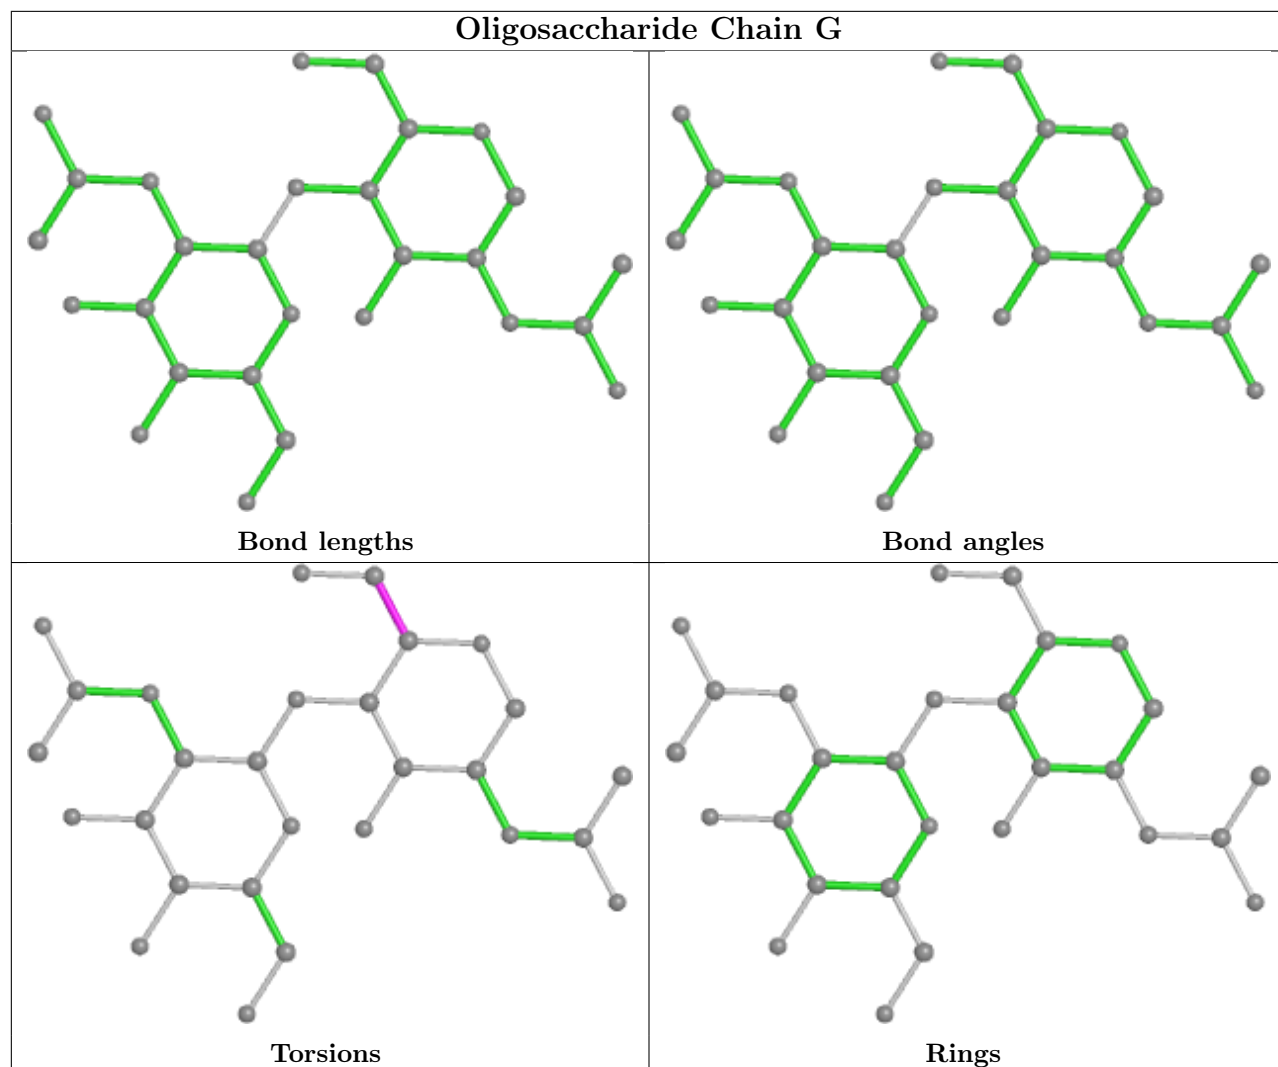 Oligosaccharide Chain G
Bond lengths
Bond angles
Torsions
Rings